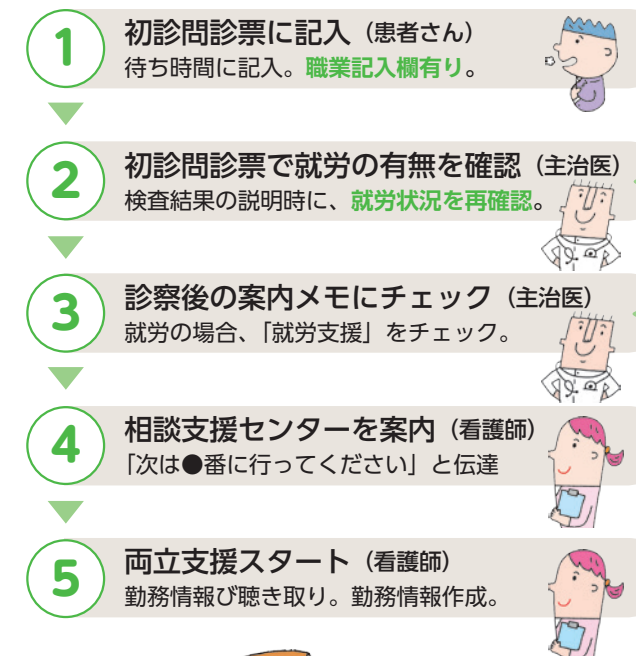 1
初診問診票に記入(患者さん)
待ち時間に記入。職業記入欄有り。
2
初診問診票で就労の有無を確認(主治医)
検査結果の説明時に、就労状況を再確認。
3
診察後の案内メモにチェック(主治医)
就労の場合、「就労支援」をチェック。
4
相談支援センターを案内(看護師)
「次は●番に行ってください」と伝達
5
両立支援スタート(看護師)
勤務情報び聴き取り。勤務情報作成。